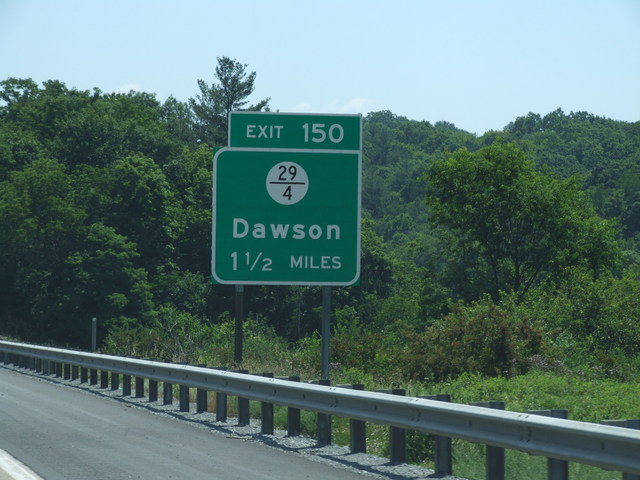 EXIT 150
29
4
Dawson
1 1/2 MILES